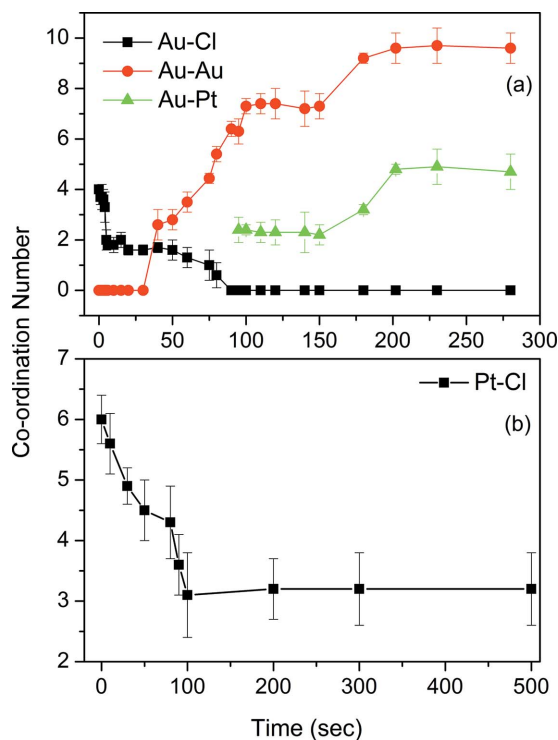 10
8
6
4
2
0
Au-Cl
Au-Au
Au-Pt
(a)
0 50 100 150 200 250 300
Co-ordination Number
7
6
5
4
3
2
Pt-Cl
(b)
0 100 200 300 400 500
Time (sec)